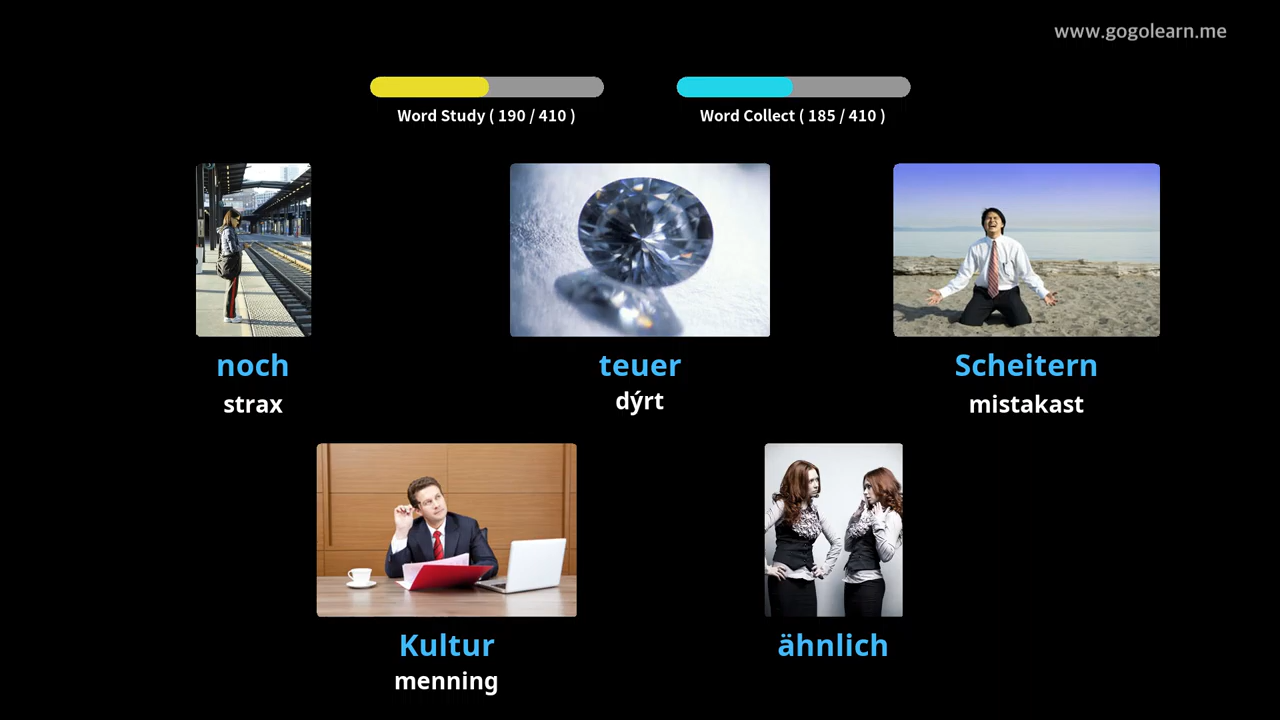 www.gogolearn.me
Word Study ( 190 / 410 )
Word Collect ( 185 / 410 )
noch
strax
teuer
dýrt
Scheitern
mistakast
Kultur
menning
ähnlich